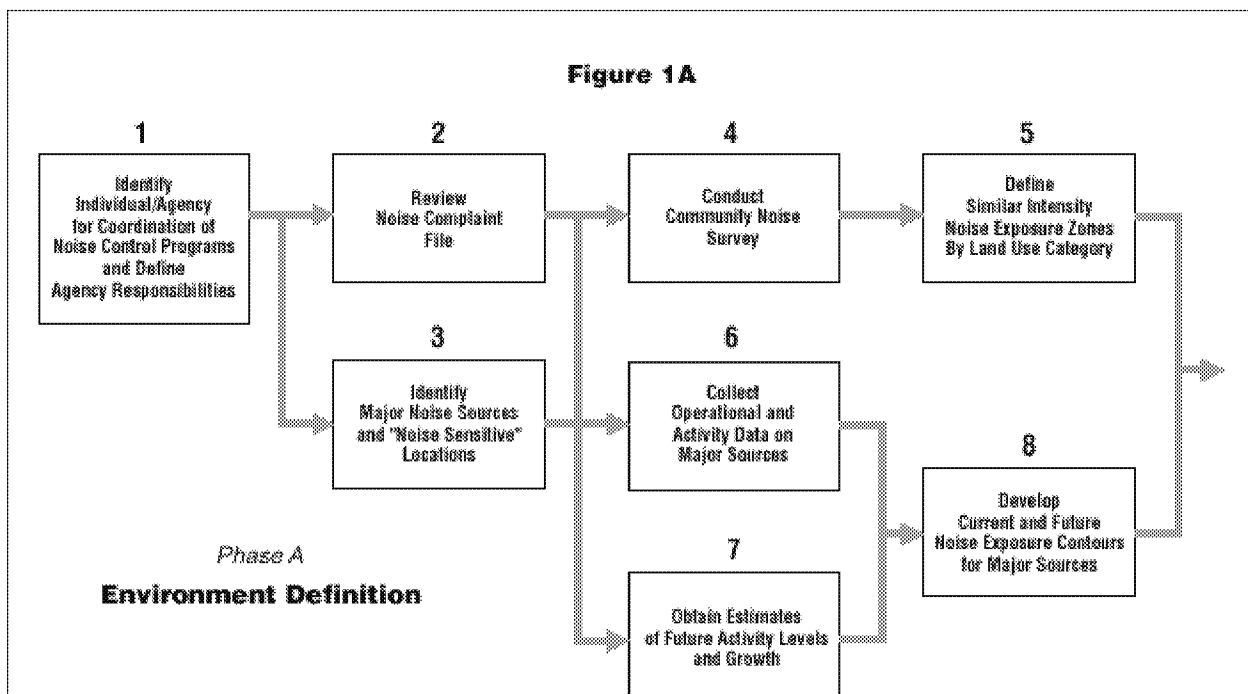 Figure 1A
1
Identify
Individual/Agency
for Coordination of
Noise Control Programs
and Define
Agency Responsibilities
2
Review
Noise Complaint
File
4
Conduct
Community Noise
Survey
5
Define
Similar Intensity
Noise Exposure Zones
By Land Use Category
3
Identify
Major Noise Sources
and "Noise Sensitive"
Locations
6
Collect
Operational and
Activity Data on
Major Sources
8
Develop
Current and Future
Noise Exposure Contours
for Major Sources
7
Obtain Estimates
of Future Activity Levels
and Growth
Phase A
Environment Definition